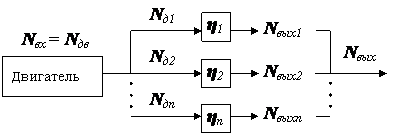 Nд1 η1 Nвых1
Nвх = Nдв Nд2 η2 Nвых2 Nвых
Двигатель
Nдn ηn Nвыхn